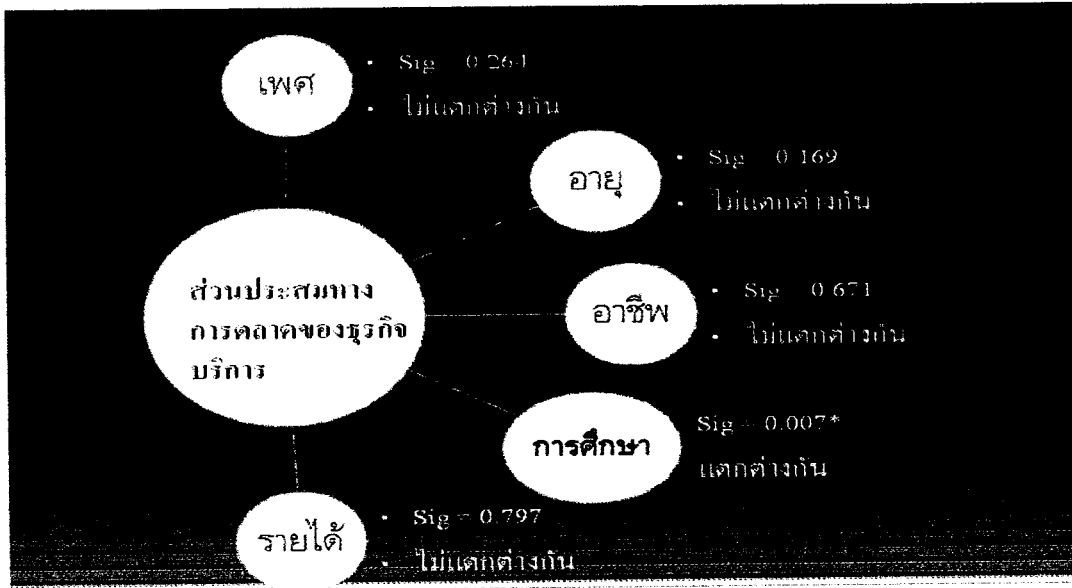 เพศ
• Sig = 0.264
• ไม่แตกต่างกัน
อายุ
• Sig = 0.169
• ไม่แตกต่างกัน
ส่วนประสมทาง
การตลาดของธุรกิจ
บริการ
อาชีพ
• Sig = 0.671
• ไม่แตกต่างกัน
การศึกษา
Sig = 0.007*
แตกต่างกัน
รายได้
• Sig = 0.797
• ไม่แตกต่างกัน